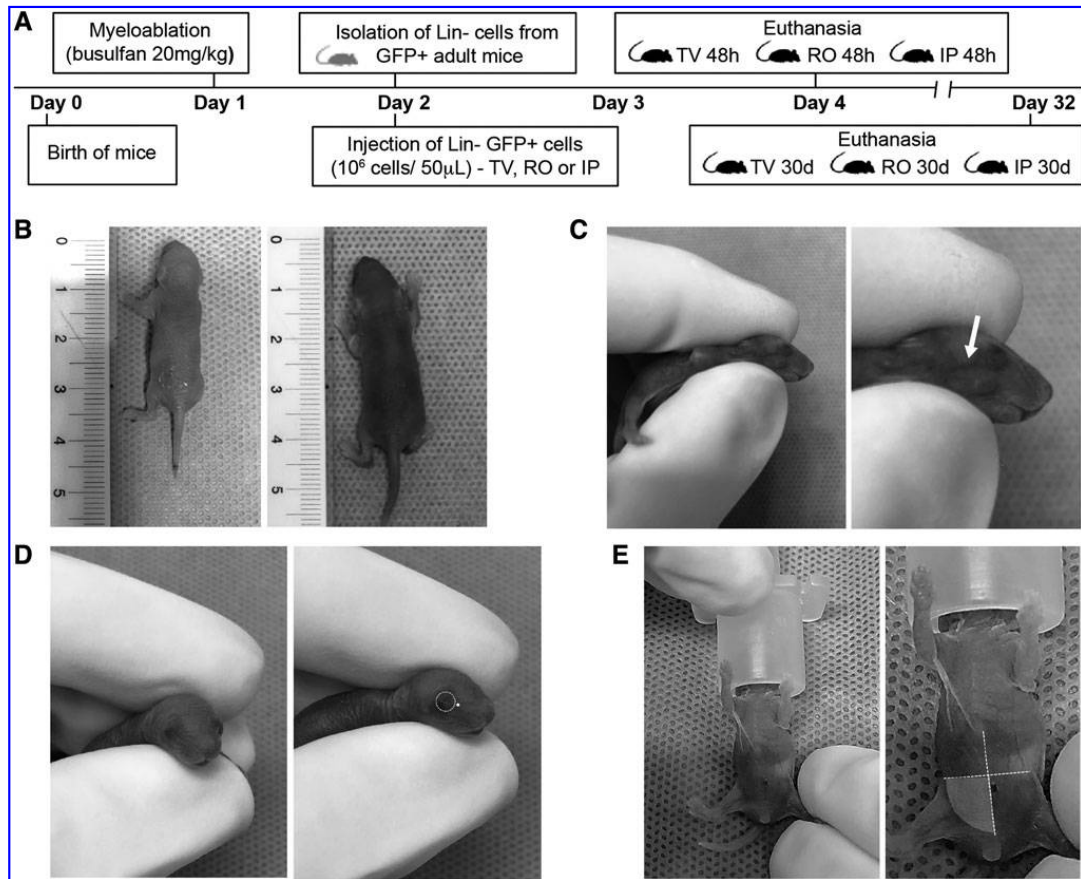 A
Myeloablation
(busulfan 20mg/kg)
Isolation of Lin- cells from
GFP+ adult mice
Euthanasia
TV 48h RO 48h IP 48h
Day 0 Day 1 Day 2 Day 3 Day 4 Day 32
Birth of mice
Injection of Lin- GFP+ cells
(10⁶ cells/ 50μL) - TV, RO or IP
Euthanasia
TV 30d RO 30d IP 30d
B
0
1
2
3
4
5
0
1
2
3
4
5
C
D
E